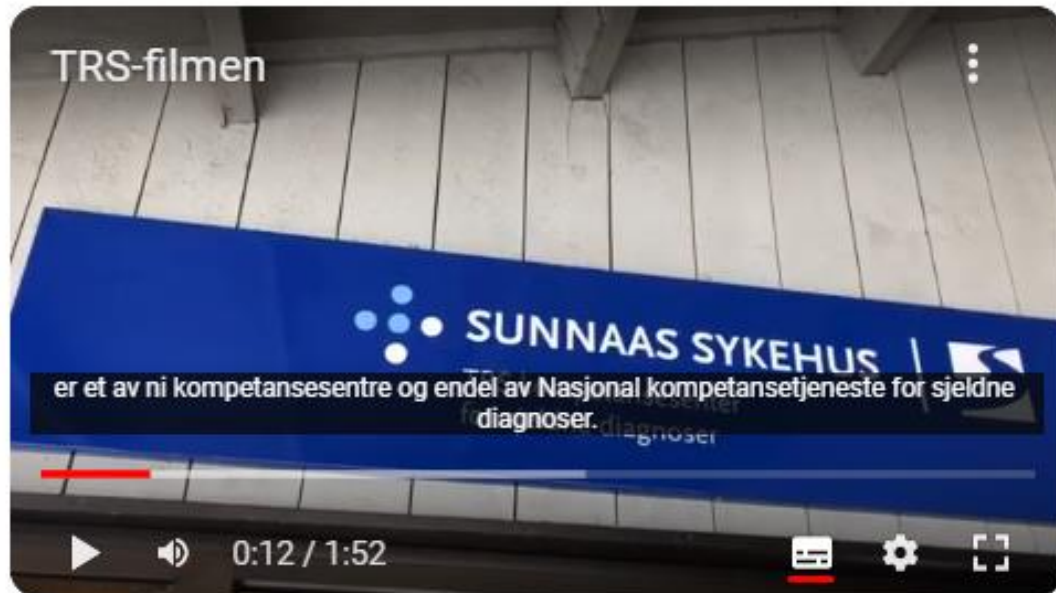 TRS-filmen
SUNNAAS SYKEHUS
er et av ni kompetansesentre og endel av Nasjonal kompetansetjeneste for sjeldne
diagnoser.
diagnoser
0:12 / 1:52